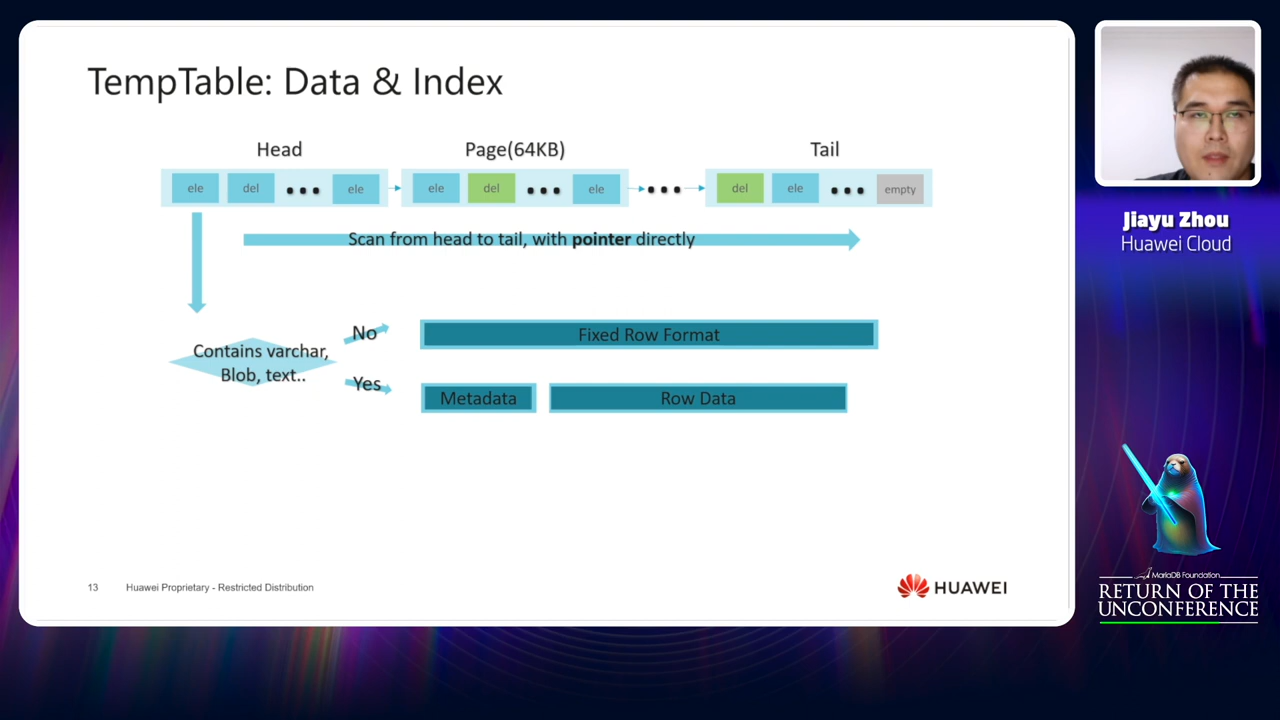 TempTable: Data & Index
Head
Page(64KB)
Tail
ele
del
ele
ele
del
ele
del
ele
empty
Scan from head to tail, with pointer directly
Contains varchar,
Blob, text..
No
Yes
Fixed Row Format
Metadata
Row Data
13
Huawei Proprietary - Restricted Distribution
HUAWEI
Jiayu Zhou
Huawei Cloud
MariaDB Foundation
RETURN OF THE
UNCONFERENCE